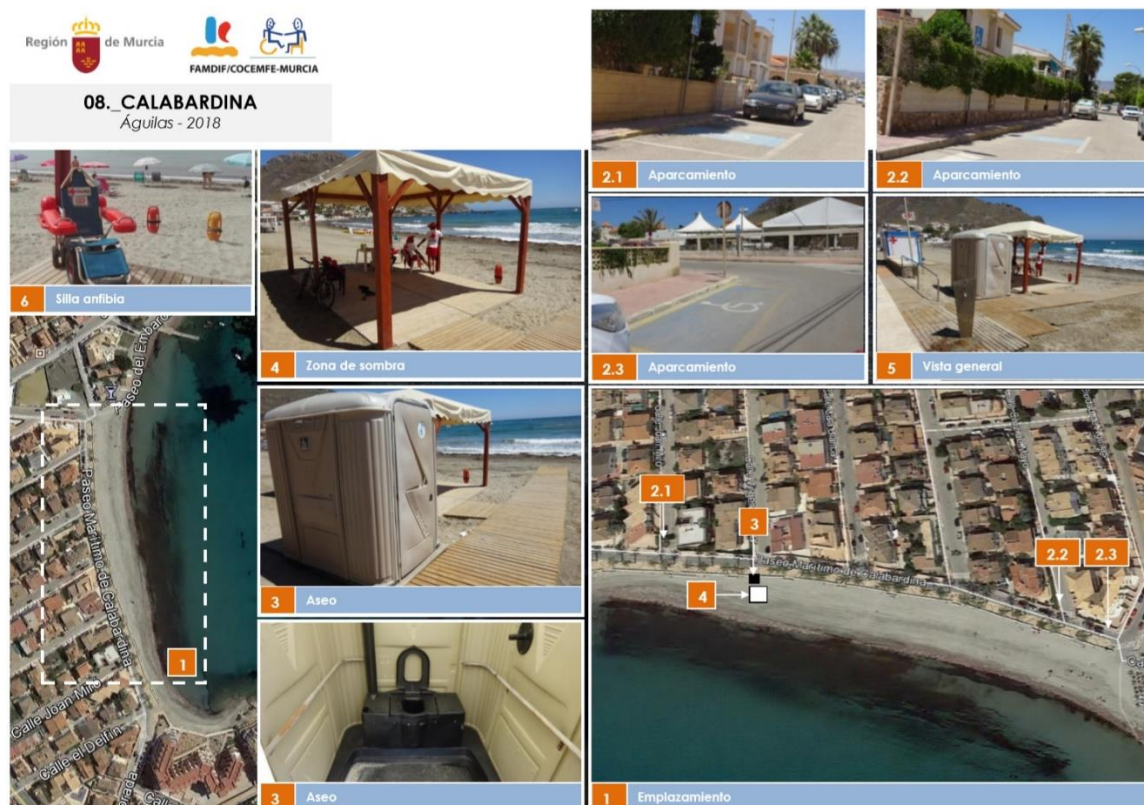 Región de Murcia
FAMDIF/COCEMFE-MURCIA
08._CALABARDINA
Águilas - 2018
2.1 Aparcamiento
2.2 Aparcamiento
6 Silla anfibia
4 Zona de sombra
2.3 Aparcamiento
5 Vista general
Paseo del Embarc
Paseo Marítimo de Calabardina
1
Calle Joan Miró
Calle el Delfín
3 Aseo
3 Aseo
2.1
3
Paseo Marítimo de Calabardina
4
2.2
2.3
1 Emplazamiento